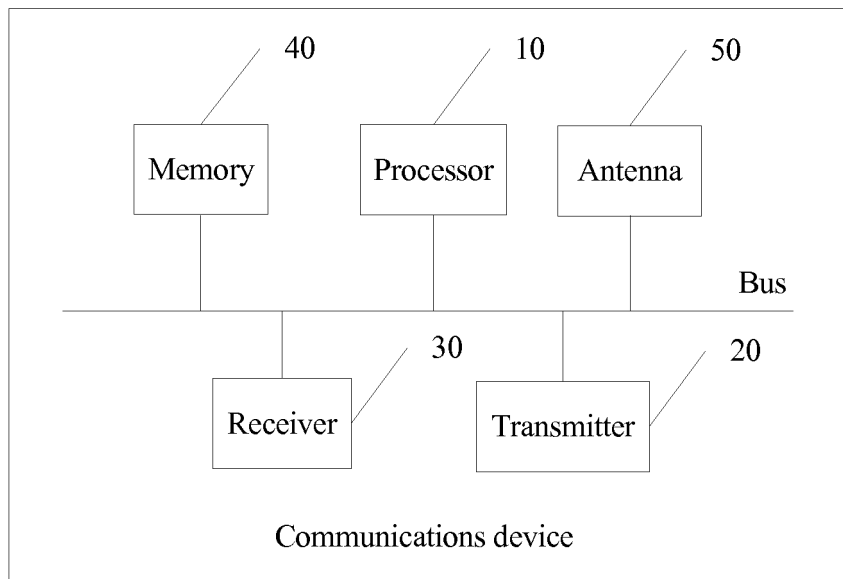 40
10
50
Memory
Processor
Antenna
Bus
30
20
Receiver
Transmitter
Communications device